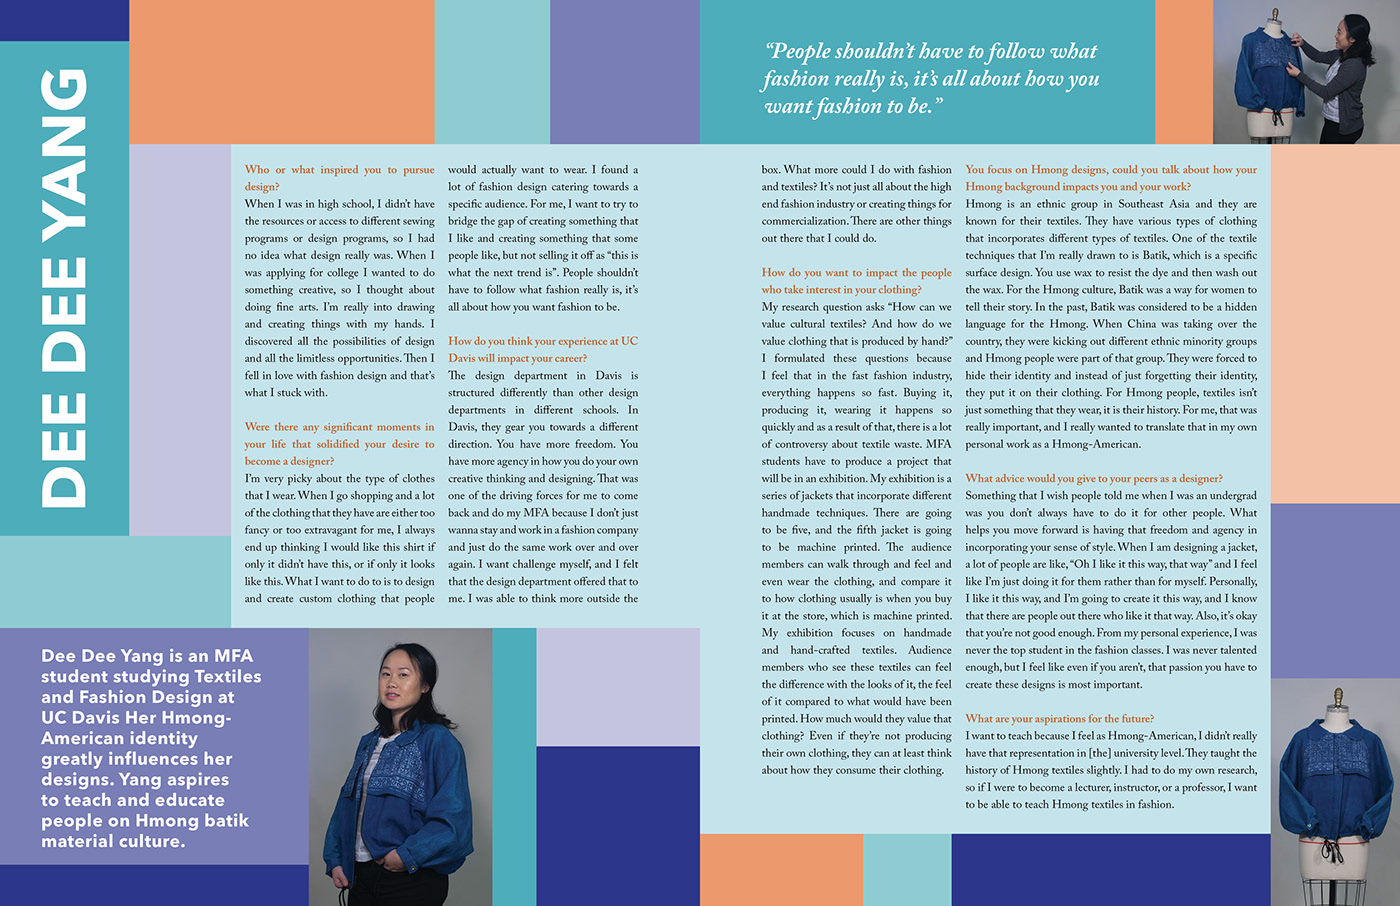 DEE DEE YANG
Who or what inspired you to pursue
design?
When I was in high school, I didn't have
the resources or access to different sewing
programs or design programs, so I had
no idea what design really was. When I
was applying for college I wanted to do
something creative, so I thought about
doing fine arts. I'm really into drawing
and creating things with my hands. I
discovered all the possibilities of design
and all the limitless opportunities. Then I
fell in love with fashion design and that's
what I stuck with.
Were there any significant moments in
your life that solidified your desire to
become a designer?
I'm very picky about the type of clothes
that I wear. When I go shopping and a lot
of the clothing that they have are either too
fancy or too extravagant for me, I always
end up thinking I would like this shirt if
only it didn't have this, or if only it looks
like this. What I want to do to is to design
and create custom clothing that people
would actually want to wear. I found a
lot of fashion design catering towards a
specific audience. For me, I want to try to
bridge the gap of creating something that
I like and creating something that some
people like, but not selling it off as “this is
what the next trend is”. People shouldn't
have to follow what fashion really is, it's
all about how you want fashion to be.
How do you think your experience at UC
Davis will impact your career?
The design department in Davis is
structured differently than other design
departments in different schools. In
Davis, they gear you towards a different
direction. You have more freedom. You
have more agency in how you do your own
creative thinking and designing. That was
one of the driving forces for me to come
back and do my MFA because I don't just
wanna stay and work in a fashion company
and just do the same work over and over
again. I want challenge myself, and I felt
that the design department offered that to
me. I was able to think more outside the
Dee Dee Yang is an MFA
student studying Textiles
and Fashion Design at
UC Davis Her Hmong-
American identity
greatly influences her
designs. Yang aspires
to teach and educate
people on Hmong batik
material culture.
“People shouldn't have to follow what
fashion really is, it's all about how you
want fashion to be.”
box. What more could I do with fashion
and textiles? It's not just all about the high
end fashion industry or creating things for
commercialization. There are other things
out there that I could do.
How do you want to impact the people
who take interest in your clothing?
My research question asks “How can we
value cultural textiles? And how do we
value clothing that is produced by hand?”
I formulated these questions because
I feel that in the fast fashion industry,
everything happens so fast. Buying it,
producing it, wearing it happens so
quickly and as a result of that, there is a lot
of controversy about textile waste. MFA
students have to produce a project that
will be in an exhibition. My exhibition is a
series of jackets that incorporate different
handmade techniques. There are going
to be five, and the fifth jacket is going
to be machine printed. The audience
members can walk through and feel and
even wear the clothing, and compare it
to how clothing usually is when you buy
it at the store, which is machine printed.
My exhibition focuses on handmade
and hand-crafted textiles. Audience
members who see these textiles can feel
the difference with the looks of it, the feel
of it compared to what would have been
printed. How much would they value that
clothing? Even if they're not producing
their own clothing, they can at least think
about how they consume their clothing.
You focus on Hmong designs, could you talk about how your
Hmong background impacts you and your work?
Hmong is an ethnic group in Southeast Asia and they are
known for their textiles. They have various types of clothing
that incorporates different types of textiles. One of the textile
techniques that I'm really drawn to is Batik, which is a specific
surface design. You use wax to resist the dye and then wash out
the wax. For the Hmong culture, Batik was a way for women to
tell their story. In the past, Batik was considered to be a hidden
language for the Hmong. When China was taking over the
country, they were kicking out different ethnic minority groups
and Hmong people were part of that group. They were forced to
hide their identity and instead of just forgetting their identity,
they put it on their clothing. For Hmong people, textiles isn't
just something that they wear, it is their history. For me, that was
really important, and I really wanted to translate that in my own
personal work as a Hmong-American.
What advice would you give to your peers as a designer?
Something that I wish people told me when I was an undergrad
was you don't always have to do it for other people. What
helps you move forward is having that freedom and agency in
incorporating your sense of style. When I am designing a jacket,
a lot of people are like, “Oh I like it this way, that way” and I feel
like I'm just doing it for them rather than for myself. Personally,
I like it this way, and I'm going to create it this way, and I know
that there are people out there who like it that way. Also, it's okay
that you're not good enough. From my personal experience, I was
never the top student in the fashion classes. I was never talented
enough, but I feel like even if you aren't, that passion you have to
create these designs is most important.
What are your aspirations for the future?
I want to teach because I feel as Hmong-American, I didn't really
have that representation in [the] university level. They taught the
history of Hmong textiles slightly. I had to do my own research,
so if I were to become a lecturer, instructor, or a professor, I want
to be able to teach Hmong textiles in fashion.